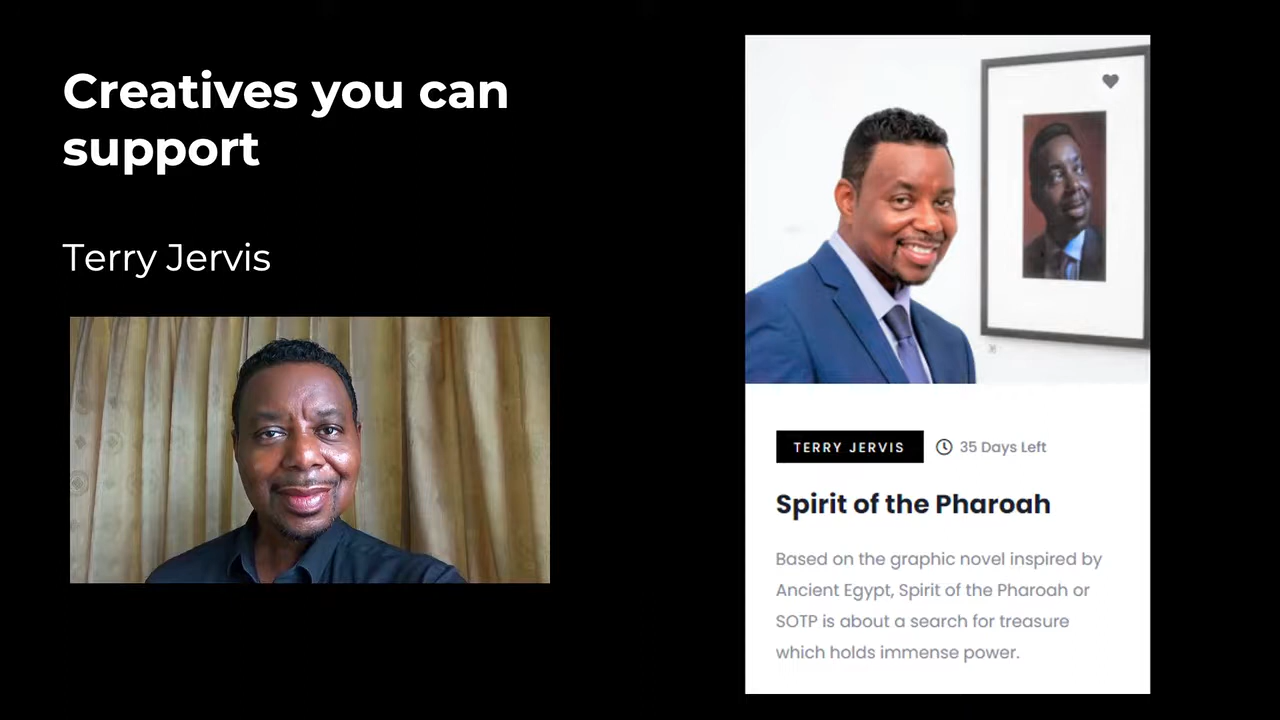 Creatives you can
support
Terry Jervis
TERRY JERVIS
35 Days Left
Spirit of the Pharoah
Based on the graphic novel inspired by
Ancient Egypt, Spirit of the Pharoah or
SOTP is about a search for treasure
which holds immense power.